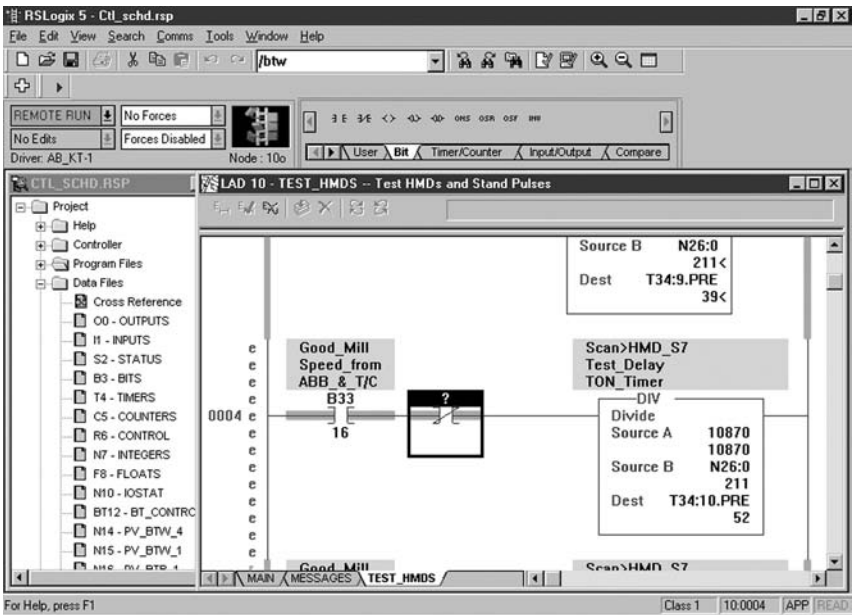 RSLogix 5 - Ctl_schd.rsp
File Edit View Search Comms Tools Window Help
/btw
REMOTE RUN No Forces
No Edits Forces Disabled
Driver: AB_KT-1 Node : 10o
ONS OSR OSF
User Bit Timer/Counter Input/Output Compare
CTL_SCHD.RSP
Project
Help
Controller
Program Files
Data Files
Cross Reference
O0 - OUTPUTS
I1 - INPUTS
S2 - STATUS
B3 - BITS
T4 - TIMERS
C5 - COUNTERS
R6 - CONTROL
N7 - INTEGERS
F8 - FLOATS
N10 - IOSTAT
BT12 - BT_CONTRC
N14 - PV_BTW_4
N15 - PV_BTW_1
LAD 10 - TEST_HMDS -- Test HMDs and Stand Pulses
Source B N26:0
211<
Dest T34:9.PRE
39<
e
e
e
e
0004 e
e
e
e
e
e
e
e
e
Good_Mill
Speed_from
ABB_&_T/C
B33
16
?
Scan>HMD_S7
Test_Delay
TON_Timer
DIV
Divide
Source A 10870
10870
Source B N26:0
211
Dest T34:10.PRE
52
Good Mill
Scan>HMD S7
MAIN MESSAGES TEST_HMDS
For Help, press F1
Class 1 10:0004 APP READ